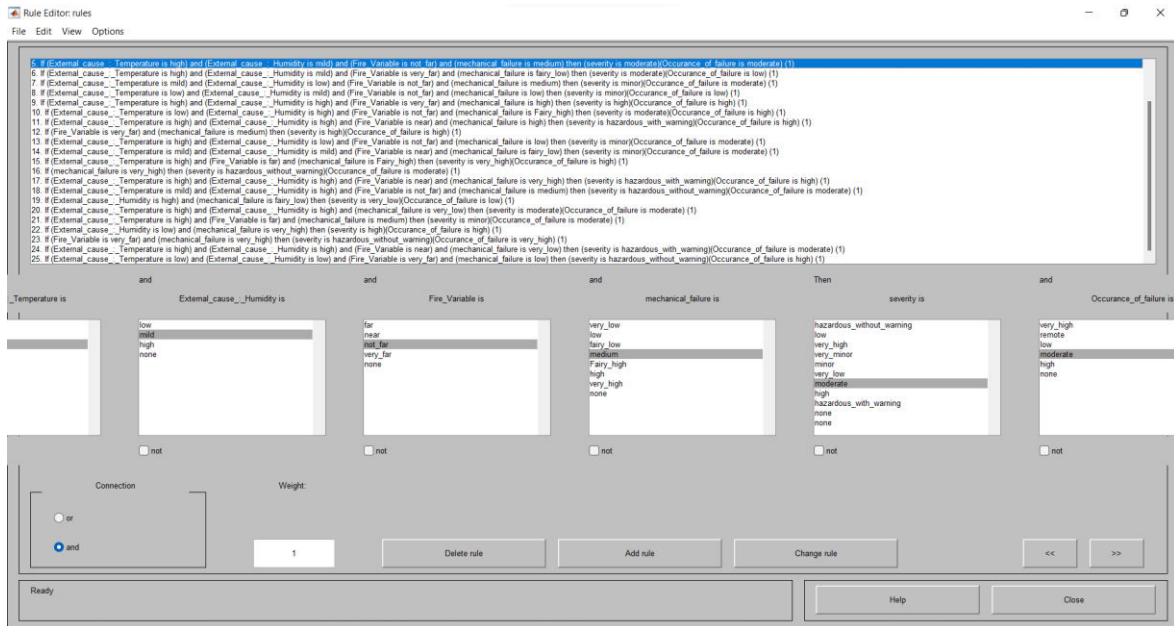 Rule Editor: rules
File Edit View Options
5. If (External_cause_:_Temperature is high) and (External_cause_:_Humidity is mild) and (Fire_Variable is not_far) and (mechanical_failure is medium) then (severity is moderate)(Occurance_of_failure is moderate) (1)
6. If (External_cause_:_Temperature is high) and (External_cause_:_Humidity is mild) and (Fire_Variable is very_far) and (mechanical_failure is fairy_low) then (severity is moderate)(Occurance_of_failure is low) (1)
7. If (External_cause_:_Temperature is mild) and (External_cause_:_Humidity is low) and (Fire_Variable is not_far) and (mechanical_failure is medium) then (severity is minor)(Occurance_of_failure is moderate) (1)
8. If (External_cause_:_Temperature is low) and (External_cause_:_Humidity is mild) and (Fire_Variable is not_far) and (mechanical_failure is low) then (severity is minor)(Occurance_of_failure is low) (1)
9. If (External_cause_:_Temperature is high) and (External_cause_:_Humidity is high) and (Fire_Variable is very_far) and (mechanical_failure is high) then (severity is high)(Occurance_of_failure is high) (1)
10. If (External_cause_:_Temperature is low) and (External_cause_:_Humidity is high) and (Fire_Variable is not_far) and (mechanical_failure is Fairy_high) then (severity is moderate)(Occurance_of_failure is high) (1)
11. If (External_cause_:_Temperature is high) and (External_cause_:_Humidity is high) and (Fire_Variable is near) and (mechanical_failure is high) then (severity is hazardous_with_warning)(Occurance_of_failure is high) (1)
12. If (Fire_Variable is very_far) and (mechanical_failure is medium) then (severity is high)(Occurance_of_failure is high) (1)
13. If (External_cause_:_Temperature is high) and (External_cause_:_Humidity is low) and (Fire_Variable is not_far) and (mechanical_failure is low) then (severity is minor)(Occurance_of_failure is moderate) (1)
14. If (External_cause_:_Temperature is mild) and (External_cause_:_Humidity is mild) and (Fire_Variable is near) and (mechanical_failure is fairy_low) then (severity is minor)(Occurance_of_failure is moderate) (1)
15. If (External_cause_:_Temperature is high) and (Fire_Variable is far) and (mechanical_failure is Fairy_high) then (severity is very_high)(Occurance_of_failure is high) (1)
16. If (mechanical_failure is very_high) then (severity is hazardous_without_warning)(Occurance_of_failure is moderate) (1)
17. If (External_cause_:_Temperature is high) and (External_cause_:_Humidity is high) and (Fire_Variable is near) and (mechanical_failure is very_high) then (severity is hazardous_with_warning)(Occurance_of_failure is high) (1)
18. If (External_cause_:_Temperature is mild) and (External_cause_:_Humidity is high) and (Fire_Variable is not_far) and (mechanical_failure is medium) then (severity is hazardous_without_warning)(Occurance_of_failure is moderate) (1)
19. If (External_cause_:_Humidity is high) and (mechanical_failure is fairy_low) then (severity is very_low)(Occurance_of_failure is low) (1)
20. If (External_cause_:_Temperature is high) and (External_cause_:_Humidity is high) and (mechanical_failure is very_low) then (severity is moderate)(Occurance_of_failure is moderate) (1)
21. If (External_cause_:_Temperature is high) and (Fire_Variable is far) and (mechanical_failure is medium) then (severity is minor)(Occurance_of_failure is moderate) (1)
22. If (External_cause_:_Humidity is low) and (mechanical_failure is very_high) then (severity is high)(Occurance_of_failure is high) (1)
23. If (Fire_Variable is very_far) and (mechanical_failure is very_high) then (severity is hazardous_without_warning)(Occurance_of_failure is very_high) (1)
24. If (External_cause_:_Temperature is high) and (External_cause_:_Humidity is high) and (Fire_Variable is near) and (mechanical_failure is very_low) then (severity is hazardous_with_warning)(Occurance_of_failure is moderate) (1)
25. If (External_cause_:_Temperature is low) and (External_cause_:_Humidity is low) and (Fire_Variable is very_far) and (mechanical_failure is low) then (severity is hazardous_without_warning)(Occurance_of_failure is high) (1)
and and and Then and
_Temperature is External_cause_:_Humidity is Fire_Variable is mechanical_failure is severity is Occurance_of_failure is
low
mild
high
none
far
near
not_far
very_far
none
very_low
low
fairy_low
medium
Fairy_high
high
very_high
none
hazardous_without_warning
low
very_high
very_minor
minor
very_low
moderate
high
hazardous_with_warning
none
none
very_high
remote
low
moderate
high
none
not not not not not
Connection Weight:
or
and
1 Delete rule Add rule Change rule << >>
Ready Help Close